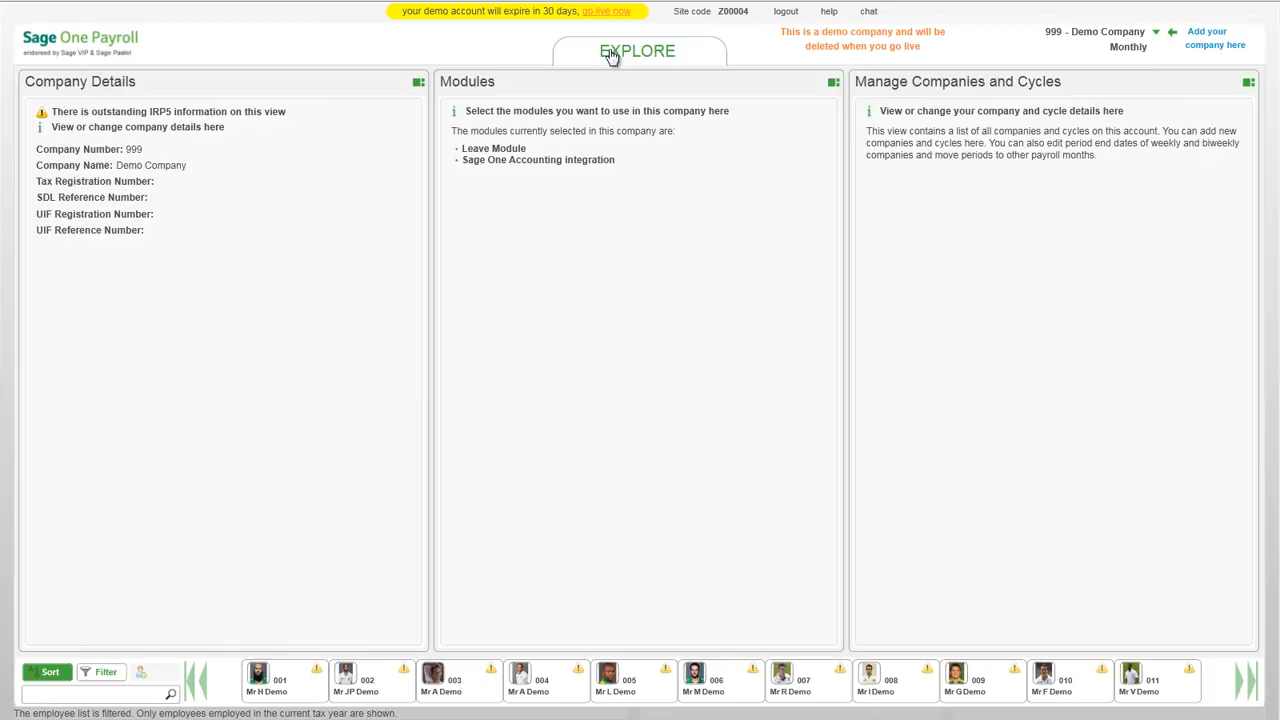 your demo account will expire in 30 days, go live now
Site code Z00004 logout help chat
Sage One Payroll
endorsed by Sage VIP & Sage Pastel
EXPLORE
This is a demo company and will be
deleted when you go live
999 - Demo Company
Monthly
Add your
company here
Company Details
There is outstanding IRP5 information on this view
View or change company details here
Company Number: 999
Company Name: Demo Company
Tax Registration Number:
SDL Reference Number:
UIF Registration Number:
UIF Reference Number:
Modules
Select the modules you want to use in this company here
The modules currently selected in this company are:
Leave Module
Sage One Accounting integration
Manage Companies and Cycles
View or change your company and cycle details here
This view contains a list of all companies and cycles on this account. You can add new
companies and cycles here. You can also edit period end dates of weekly and biweekly
companies and move periods to other payroll months.
Sort Filter
001
Mr H Demo
002
Mr JP Demo
003
Mr A Demo
004
Mr A Demo
005
Mr L Demo
006
Mr M Demo
007
Mr R Demo
008
Mr I Demo
009
Mr G Demo
010
Mr F Demo
011
Mr V Demo
The employee list is filtered. Only employees employed in the current tax year are shown.